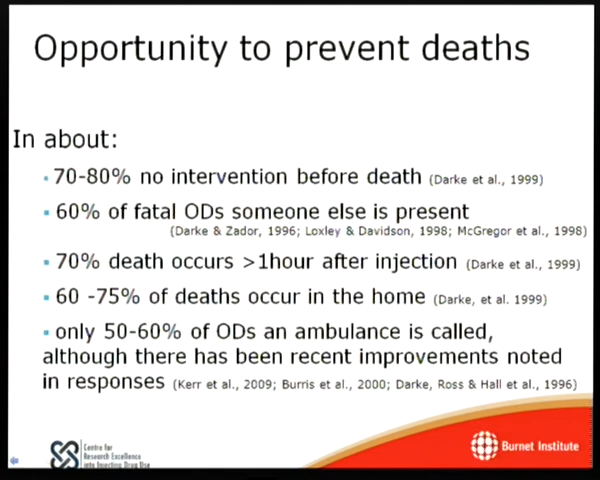 Opportunity to prevent deaths
In about:
70-80% no intervention before death (Darke et al., 1999)
60% of fatal ODs someone else is present
(Darke & Zador, 1996; Loxley & Davidson, 1998; McGregor et al., 1998)
70% death occurs >1hour after injection (Darke et al., 1999)
60 -75% of deaths occur in the home (Darke, et al. 1999)
only 50-60% of ODs an ambulance is called,
although there has been recent improvements noted
in responses (Kerr et al., 2009; Burris et al., 2000; Darke, Ross & Hall et al., 1996)
Centre for
Research Excellence
into Injecting Drug Use
Burnet Institute